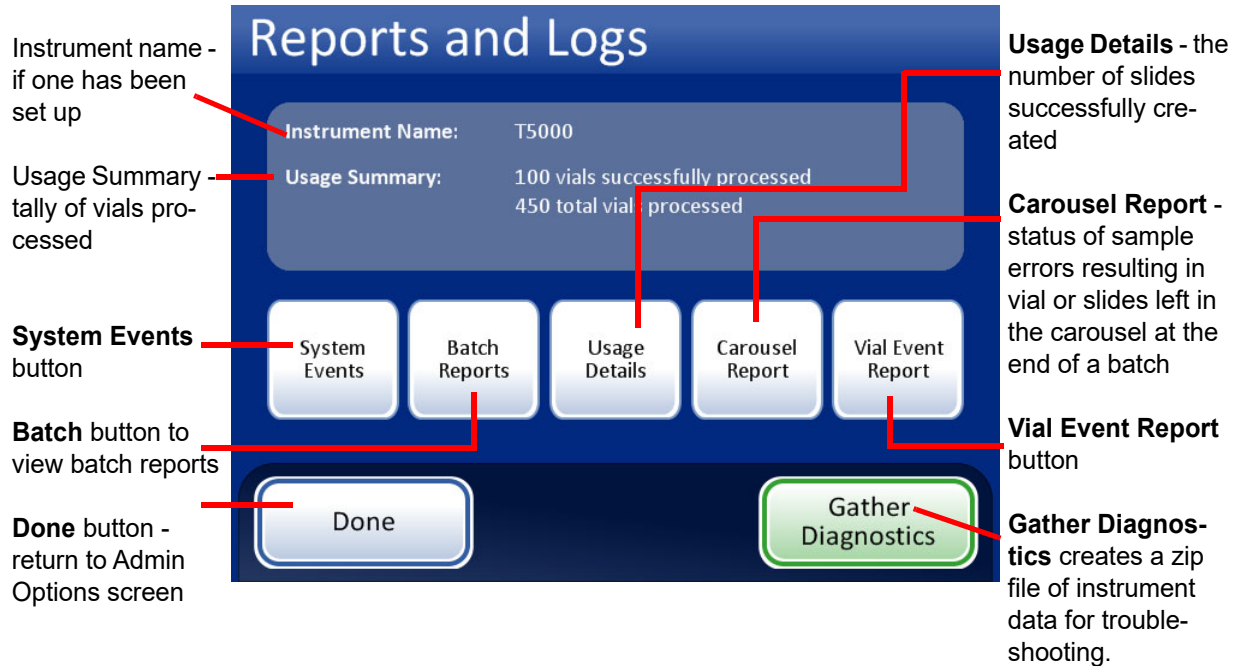 Instrument name -
if one has been
set up
Usage Summary -
tally of vials pro-
cessed
System Events
button
Batch button to
view batch reports
Done button -
return to Admin
Options screen
Reports and Logs
Instrument Name: T5000
Usage Summary: 100 vials successfully processed
450 total vials processed
System
Events
Batch
Reports
Usage
Details
Carousel
Report
Vial Event
Report
Done
Gather
Diagnostics
Usage Details - the
number of slides
successfully cre-
ated
Carousel Report -
status of sample
errors resulting in
vial or slides left in
the carousel at the
end of a batch
Vial Event Report
button
Gather Diagnos-
tics creates a zip
file of instrument
data for trouble-
shooting.